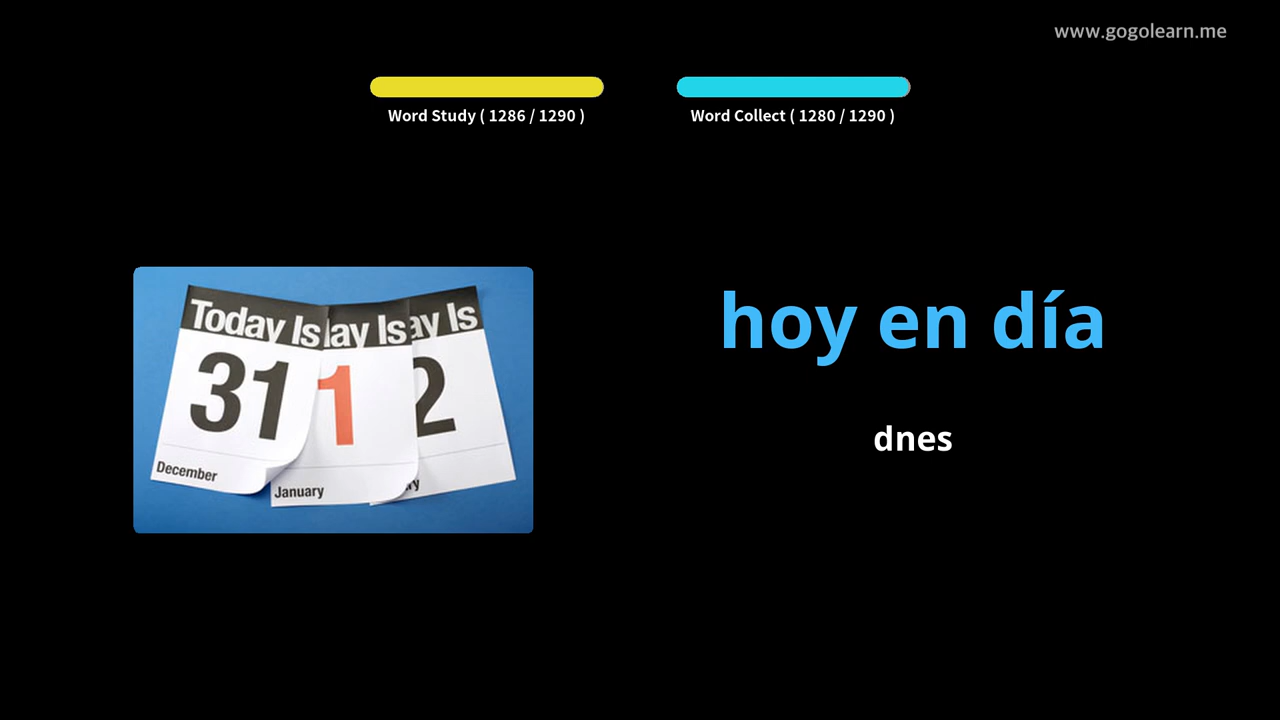 www.gogolearn.me
Word Study ( 1286 / 1290 )
Word Collect ( 1280 / 1290 )
Today Is
31
December
ay Is
1
January
ay Is
2
hoy en día
dnes